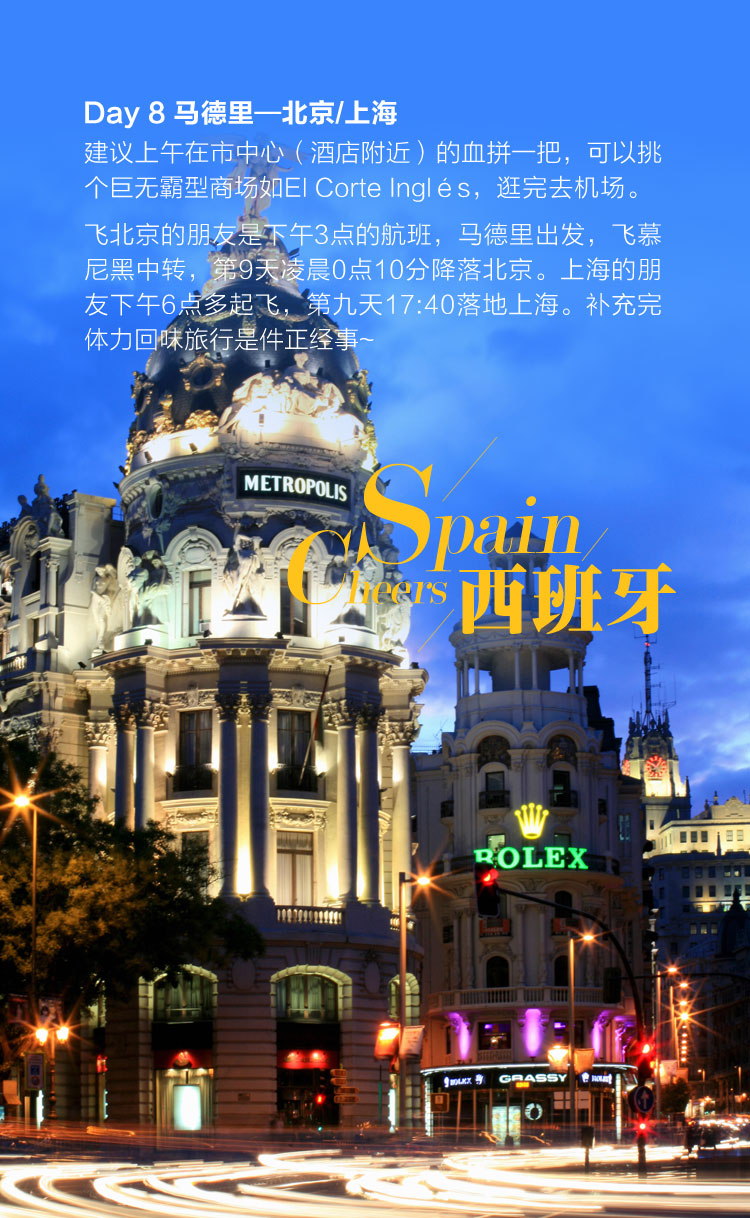 Day 8 马德里—北京/上海
建议上午在市中心（酒店附近）的血拼一把，可以挑
个巨无霸型商场如El Corte Inglés，逛完去机场。
飞北京的朋友是下午3点的航班，马德里出发，飞慕
尼黑中转，第9天凌晨0点10分降落北京。上海的朋
友下午6点多起飞，第九天17:40落地上海。补充完
体力回味旅行是件正经事~
METROPOLIS
Spain
Cheers 西班牙
ROLEX
ROLEX GRASSY ROLEX